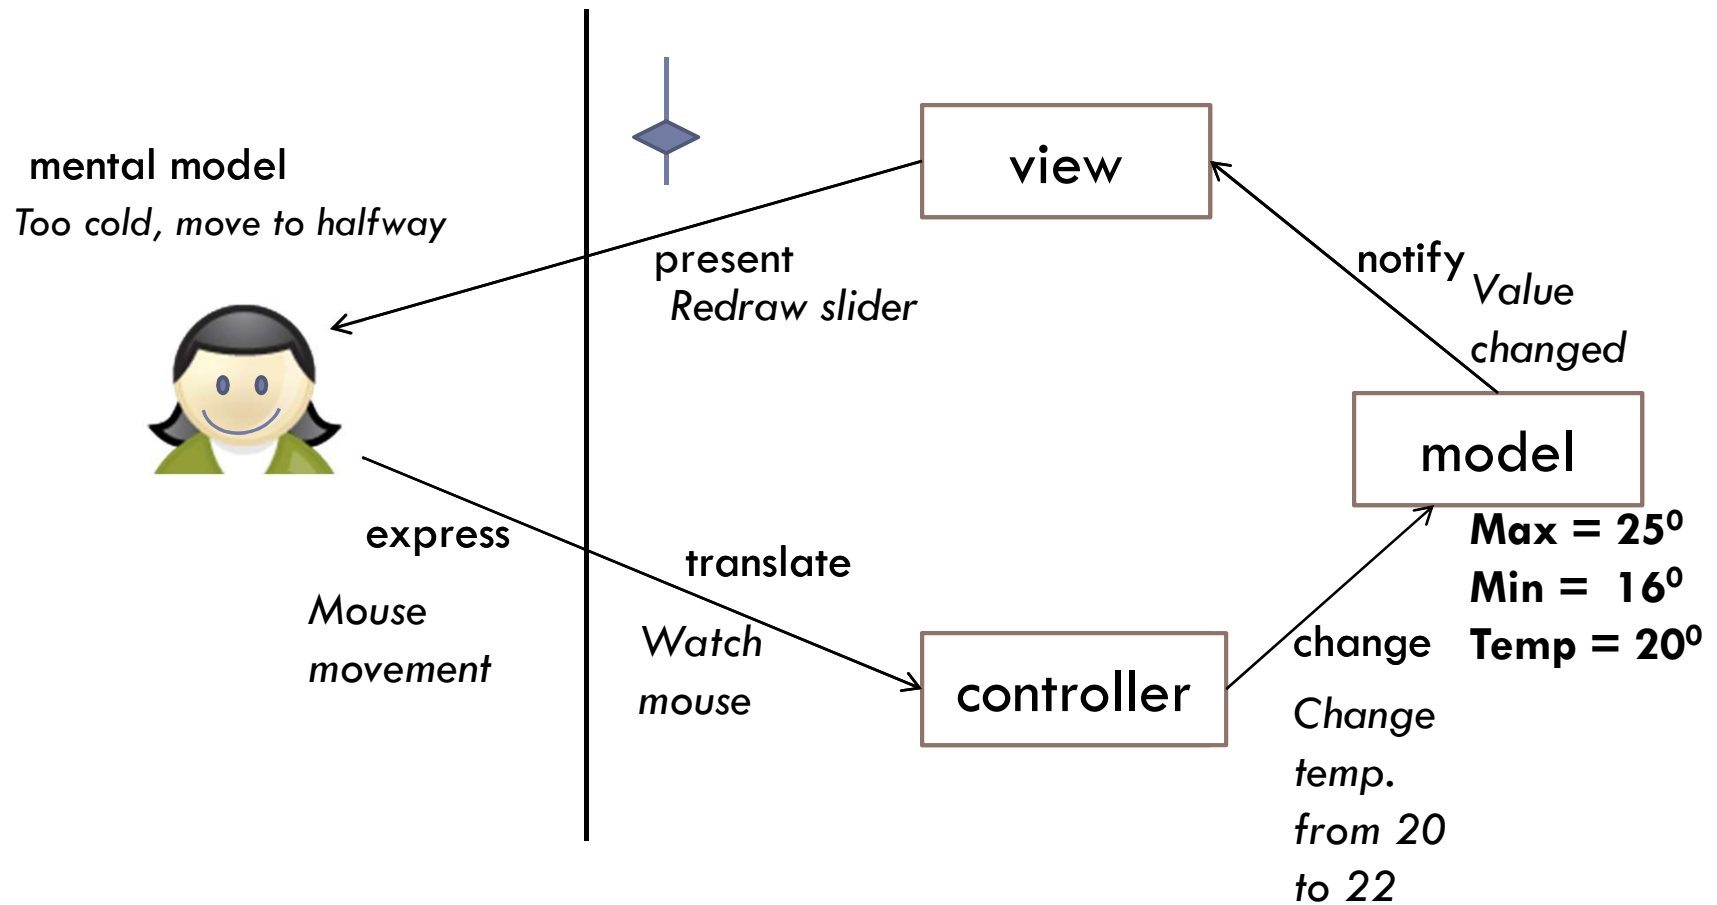 mental model
Too cold, move to halfway
view
present
Redraw slider
notify
Value
changed
model
Max = 25⁰
Min = 16⁰
Temp = 20⁰
express
Mouse
movement
translate
Watch
mouse
controller
change
Change
temp.
from 20
to 22